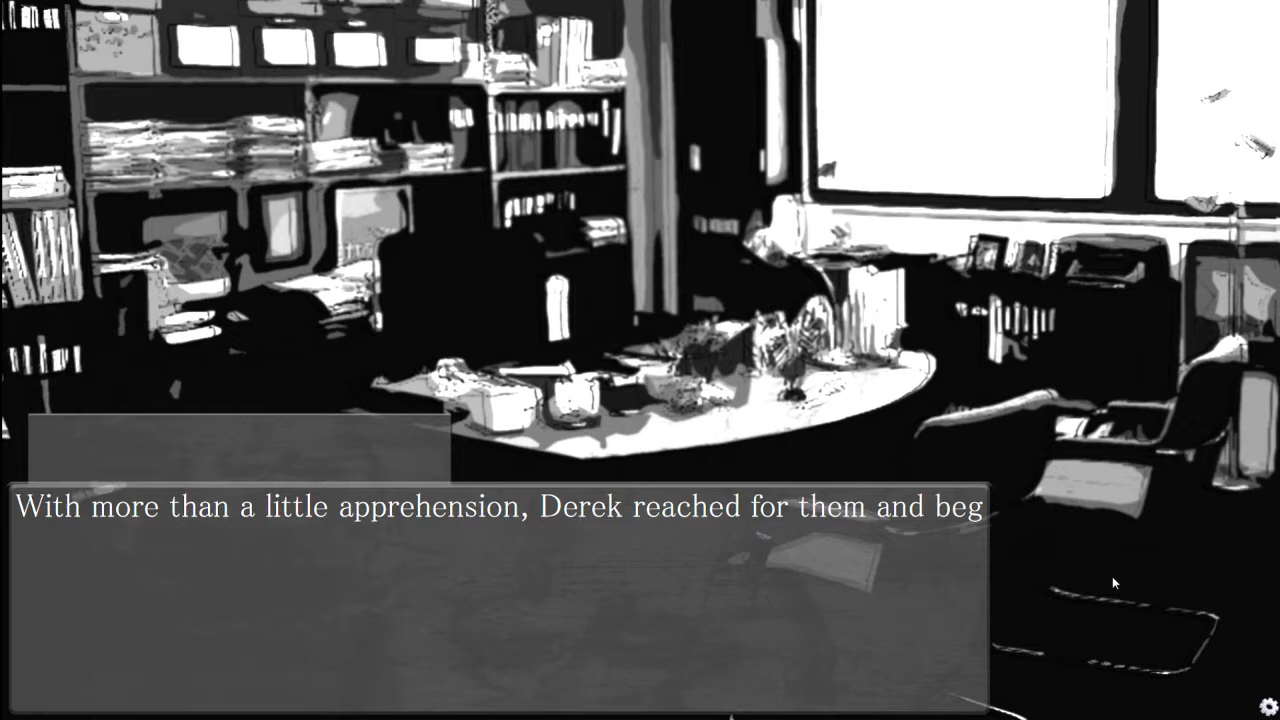 With more than a little apprehension, Derek reached for them and beg